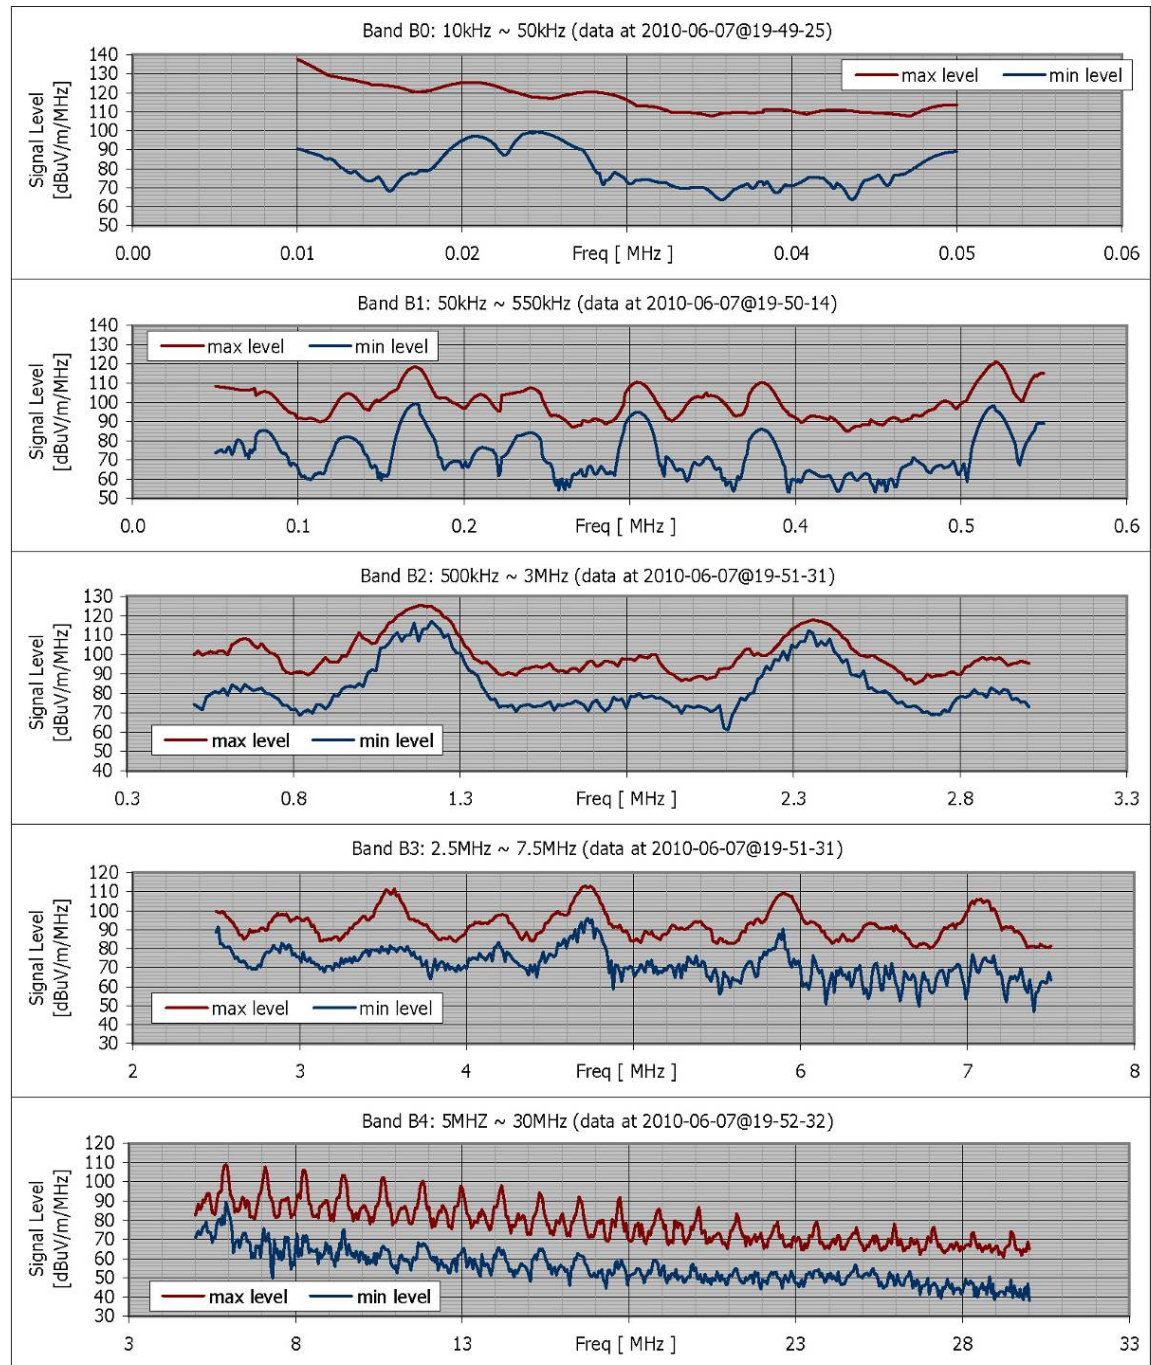 Band B0: 10kHz ~ 50kHz (data at 2010-06-07@19-49-25)
Signal Level
[dBuV/m/MHz]
140
130
120
110
100
90
80
70
60
50
max level min level
0.00 0.01 0.02 Freq [ MHz ] 0.04 0.05 0.06
Band B1: 50kHz ~ 550kHz (data at 2010-06-07@19-50-14)
Signal Level
[dBuV/m/MHz]
140
130
120
110
100
90
80
70
60
50
max level min level
0.0 0.1 0.2 Freq [ MHz ] 0.4 0.5 0.6
Band B2: 500kHz ~ 3MHz (data at 2010-06-07@19-51-31)
Signal Level
[dBuV/m/MHz]
130
120
110
100
90
80
70
60
50
40
max level min level
0.3 0.8 1.3 Freq [ MHz ] 2.3 2.8 3.3
Band B3: 2.5MHz ~ 7.5MHz (data at 2010-06-07@19-51-31)
Signal Level
[dBuV/m/MHz]
120
110
100
90
80
70
60
50
40
30
max level min level
2 3 4 Freq [ MHz ] 6 7 8
Band B4: 5MHZ ~ 30MHz (data at 2010-06-07@19-52-32)
Signal Level
[dBuV/m/MHz]
120
110
100
90
80
70
60
50
40
30
max level min level
3 8 13 Freq [ MHz ] 23 28 33